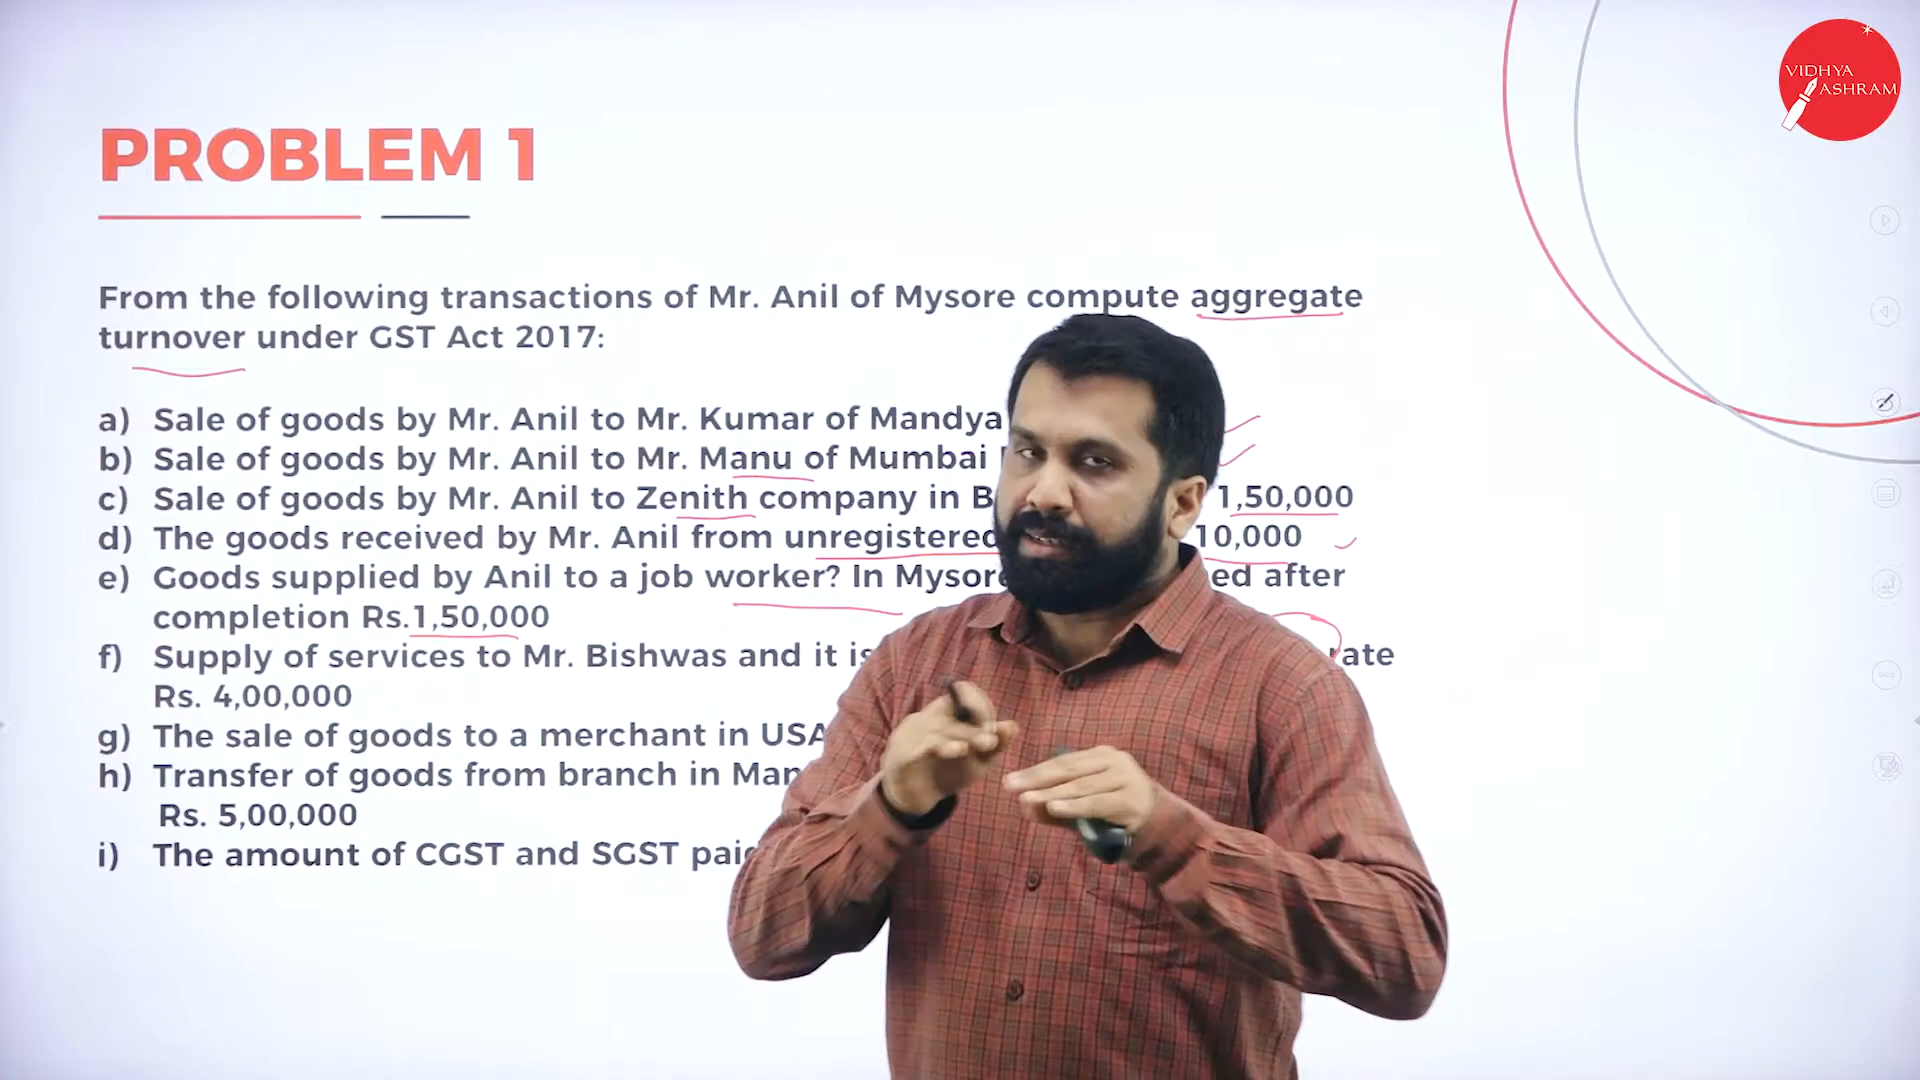 VIDHYA
ASHRAM
PROBLEM 1
From the following transactions of Mr. Anil of Mysore compute aggregate
turnover under GST Act 2017:
a) Sale of goods by Mr. Anil to Mr. Kumar of Mandya
b) Sale of goods by Mr. Anil to Mr. Manu of Mumbai
c) Sale of goods by Mr. Anil to Zenith company in 1,50,000
d) The goods received by Mr. Anil from unregistered 10,000
e) Goods supplied by Anil to a job worker? In Mysore after
completion Rs.1,50,000
f) Supply of services to Mr. Bishwas and it is
Rs. 4,00,000
g) The sale of goods to a merchant in USA
h) Transfer of goods from branch in
Rs. 5,00,000
i) The amount of CGST and SGST